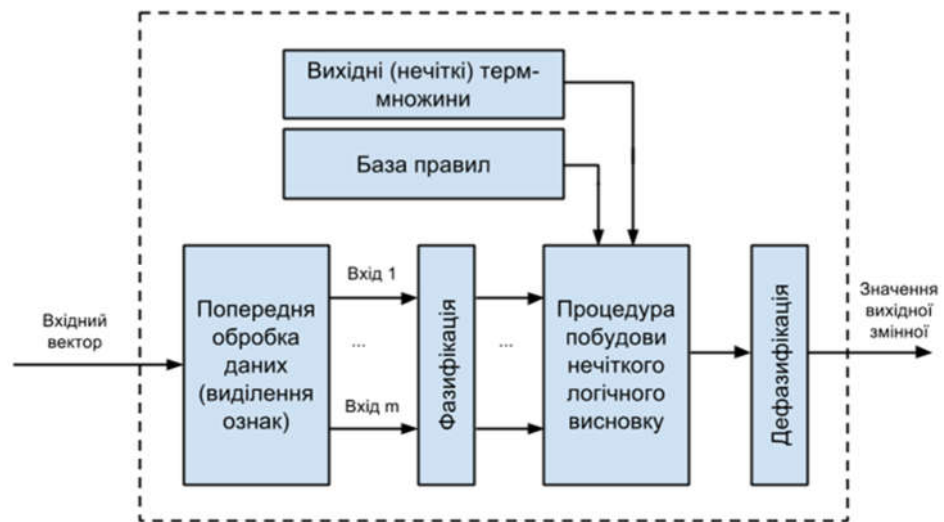 Вихідні (нечіткі) терм-
множини
База правил
Вхідний
вектор
Попередня
обробка
даних
(виділення
ознак)
Вхід 1
...
Вхід m
Фазифікація
...
Процедура
побудови
нечіткого
логічного
висновку
Дефазифікація
Значення
вихідної
змінної